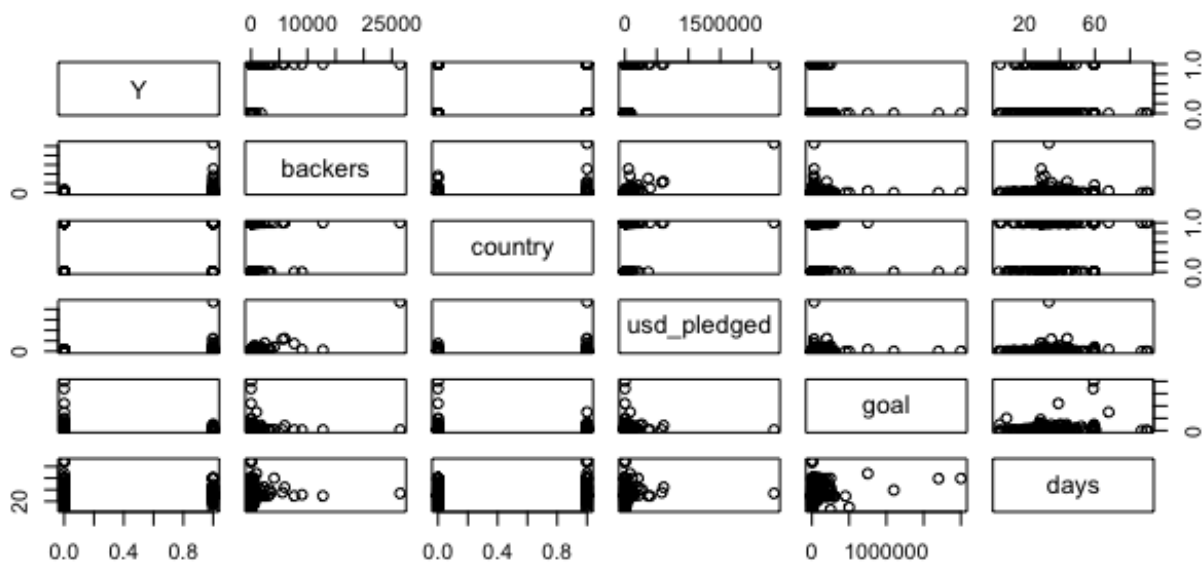 0 10000 25000 0 1500000 20 60
Y 0.0 1.0
0 backers
country 0.0 1.0
0 usd_pledged
goal 0
20 days
0.0 0.4 0.8 0.0 0.4 0.8 0 1000000